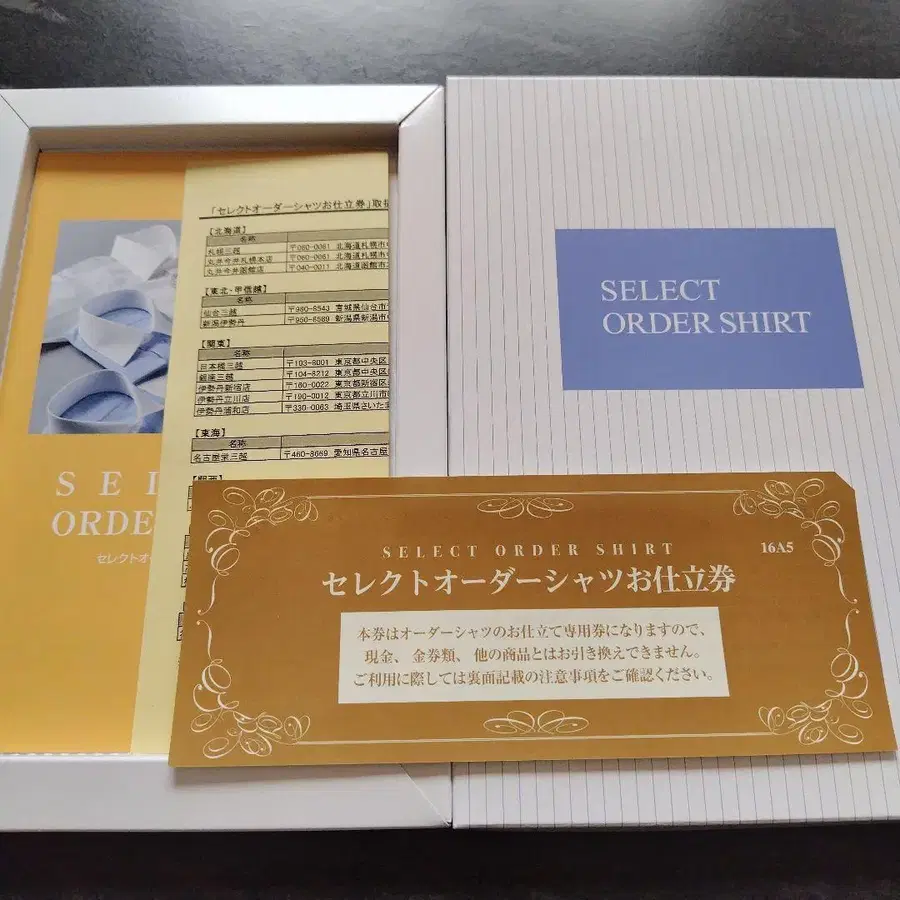 「セレクトオーダーシャツお仕立券」取扱
【北海道】
名称
札幌三越 〒060-0061 北海道札幌市
丸井今井札幌本店 〒060-0061 北海道札幌市
丸井今井函館店 〒040-0011 北海道函館市
【東北・甲信越】
名称
仙台三越 〒980-8543 宮城県仙台市
新潟伊勢丹 〒950-8589 新潟県新潟市
【関東】
名称
日本橋三越 〒103-8001 東京都中央区
銀座三越 〒104-8212 東京都中央区
伊勢丹新宿店 〒160-0022 東京都新宿区
伊勢丹立川店 〒190-0012 東京都立川市
伊勢丹浦和店 〒330-0063 埼玉県さいたま
【東海】
名称
名古屋栄三越 〒460-8669 愛知県名古屋
SEL
ORDE
セレクトオー
SELECT
ORDER SHIRT
SELECT ORDER SHIRT
16A5
セレクトオーダーシャツお仕立券
本券はオーダーシャツのお仕立て専用券になりますので、
現金、金券類、他の商品とはお引き換えできません。
ご利用に際しては裏面記載の注意事項をご確認ください。